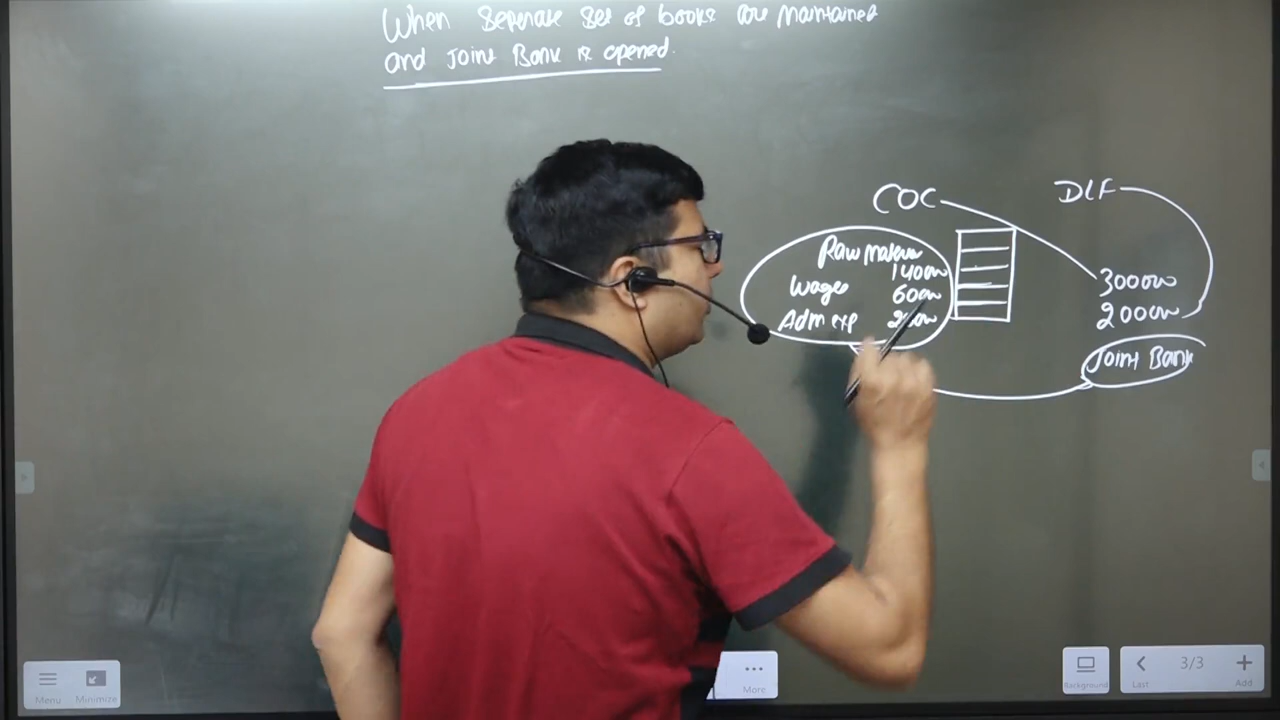 When Seperate Set of books are maintained
and Joint Bank is opened.
COC DLF
Raw material
140000
Wages 60000
Adm exp
300000
200000
Joint Bank
Menu
Minimize
More
Background
Last
3/3
Add